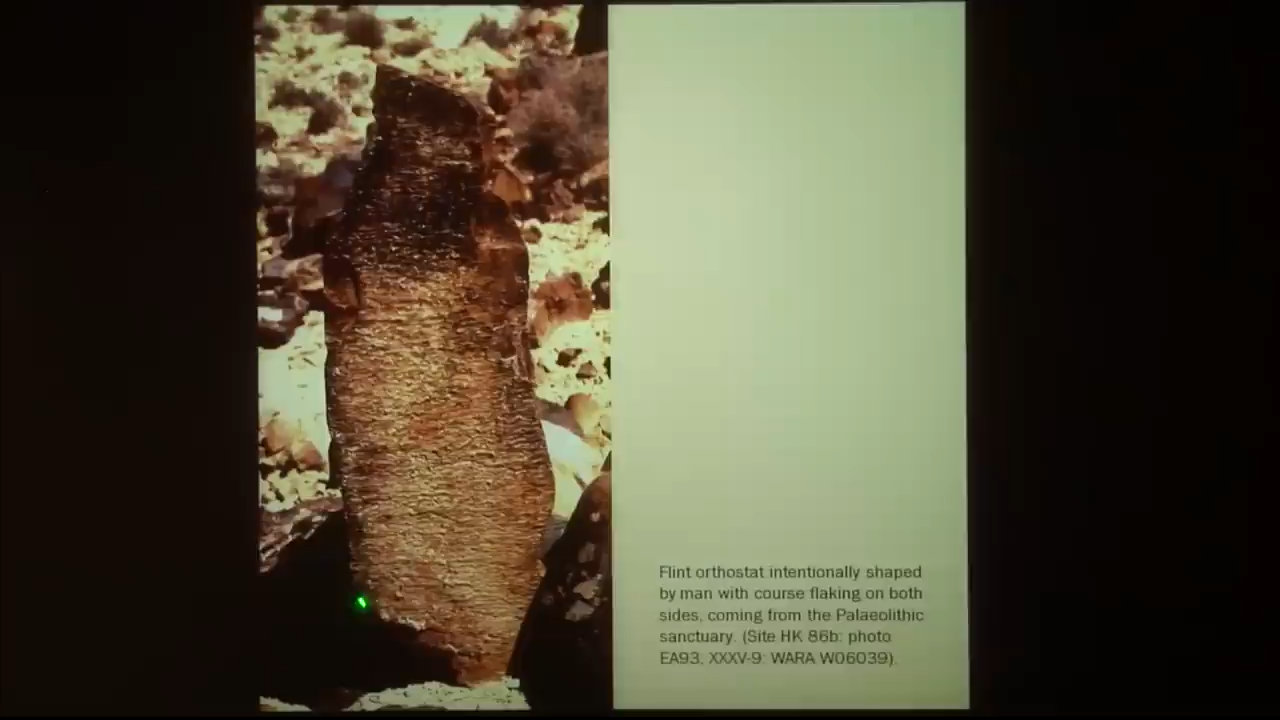 Flint orthostat intentionally shaped
by man with course flaking on both
sides, coming from the Palaeolithic
sanctuary. (Site HK 86b: photo
EA93, XXXV-9: WARA W06039).